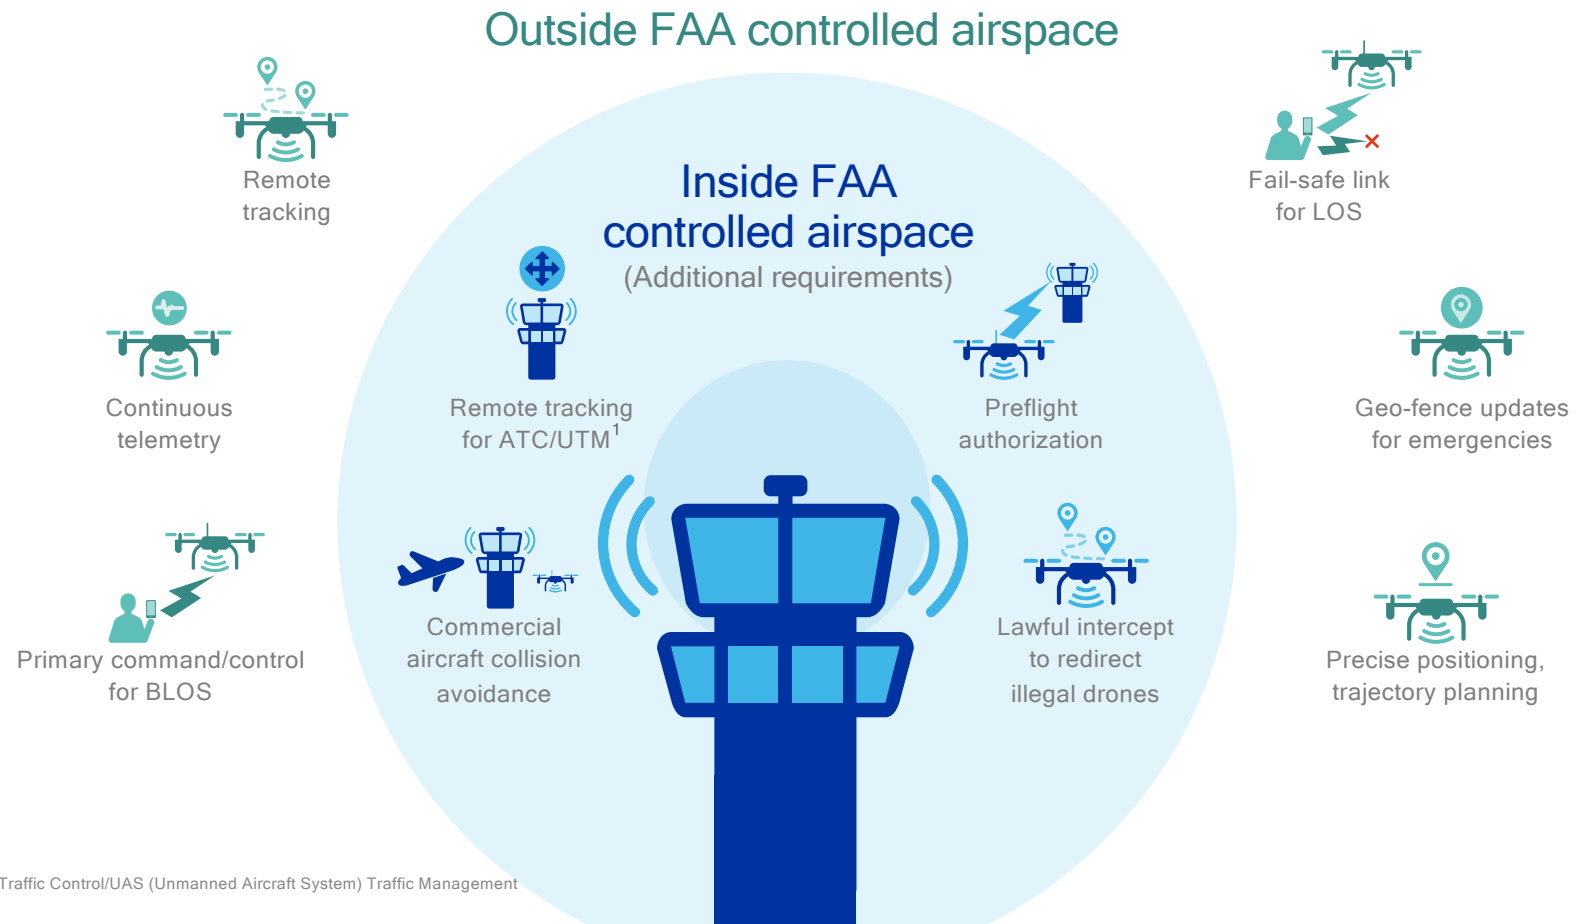 Outside FAA controlled airspace
Remote
tracking
Fail-safe link
for LOS
Inside FAA
controlled airspace
(Additional requirements)
Continuous
telemetry
Remote tracking
for ATC/UTM1
Preflight
authorization
Geo-fence updates
for emergencies
Primary command/control
for BLOS
Commercial
aircraft collision
avoidance
Lawful intercept
to redirect
illegal drones
Precise positioning,
trajectory planning
Traffic Control/UAS (Unmanned Aircraft System) Traffic Management